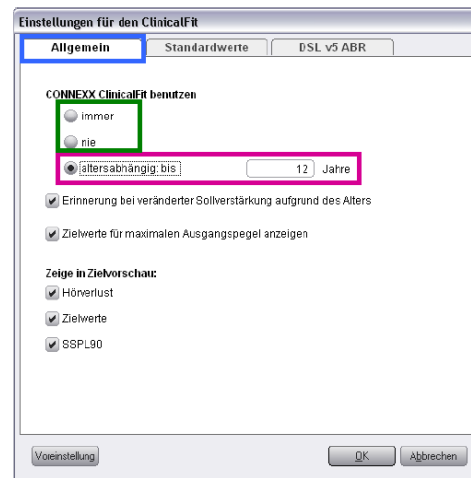 Einstellungen für den ClinicalFit
Allgemein Standardwerte DSL v5 ABR
CONNEXX ClinicalFit benutzen
immer
nie
altersabhängig: bis 12 Jahre
Erinnerung bei veränderter Sollverstärkung aufgrund des Alters
Zielwerte für maximalen Ausgangspegel anzeigen
Zeige in Zielvorschau:
Hörverlust
Zielwerte
SSPL90
Voreinstellung OK Abbrechen